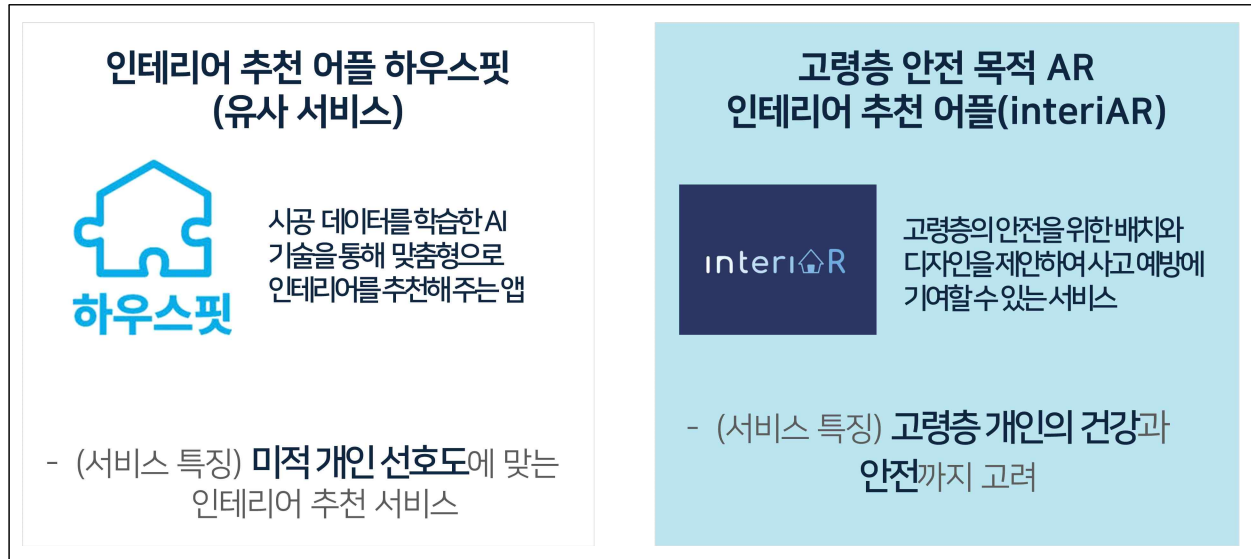 인테리어 추천 어플 하우스핏
(유사 서비스)
하우스핏
시공 데이터를 학습한 AI
기술을 통해 맞춤형으로
인테리어를 추천해 주는 앱
- (서비스 특징) 미적 개인 선호도에 맞는
인테리어 추천 서비스
고령층 안전 목적 AR
인테리어 추천 어플(interiAR)
interiAR
고령층의 안전을 위한 배치와
디자인을 제안하여 사고 예방에
기여할 수 있는 서비스
- (서비스 특징) 고령층 개인의 건강과
안전까지 고려